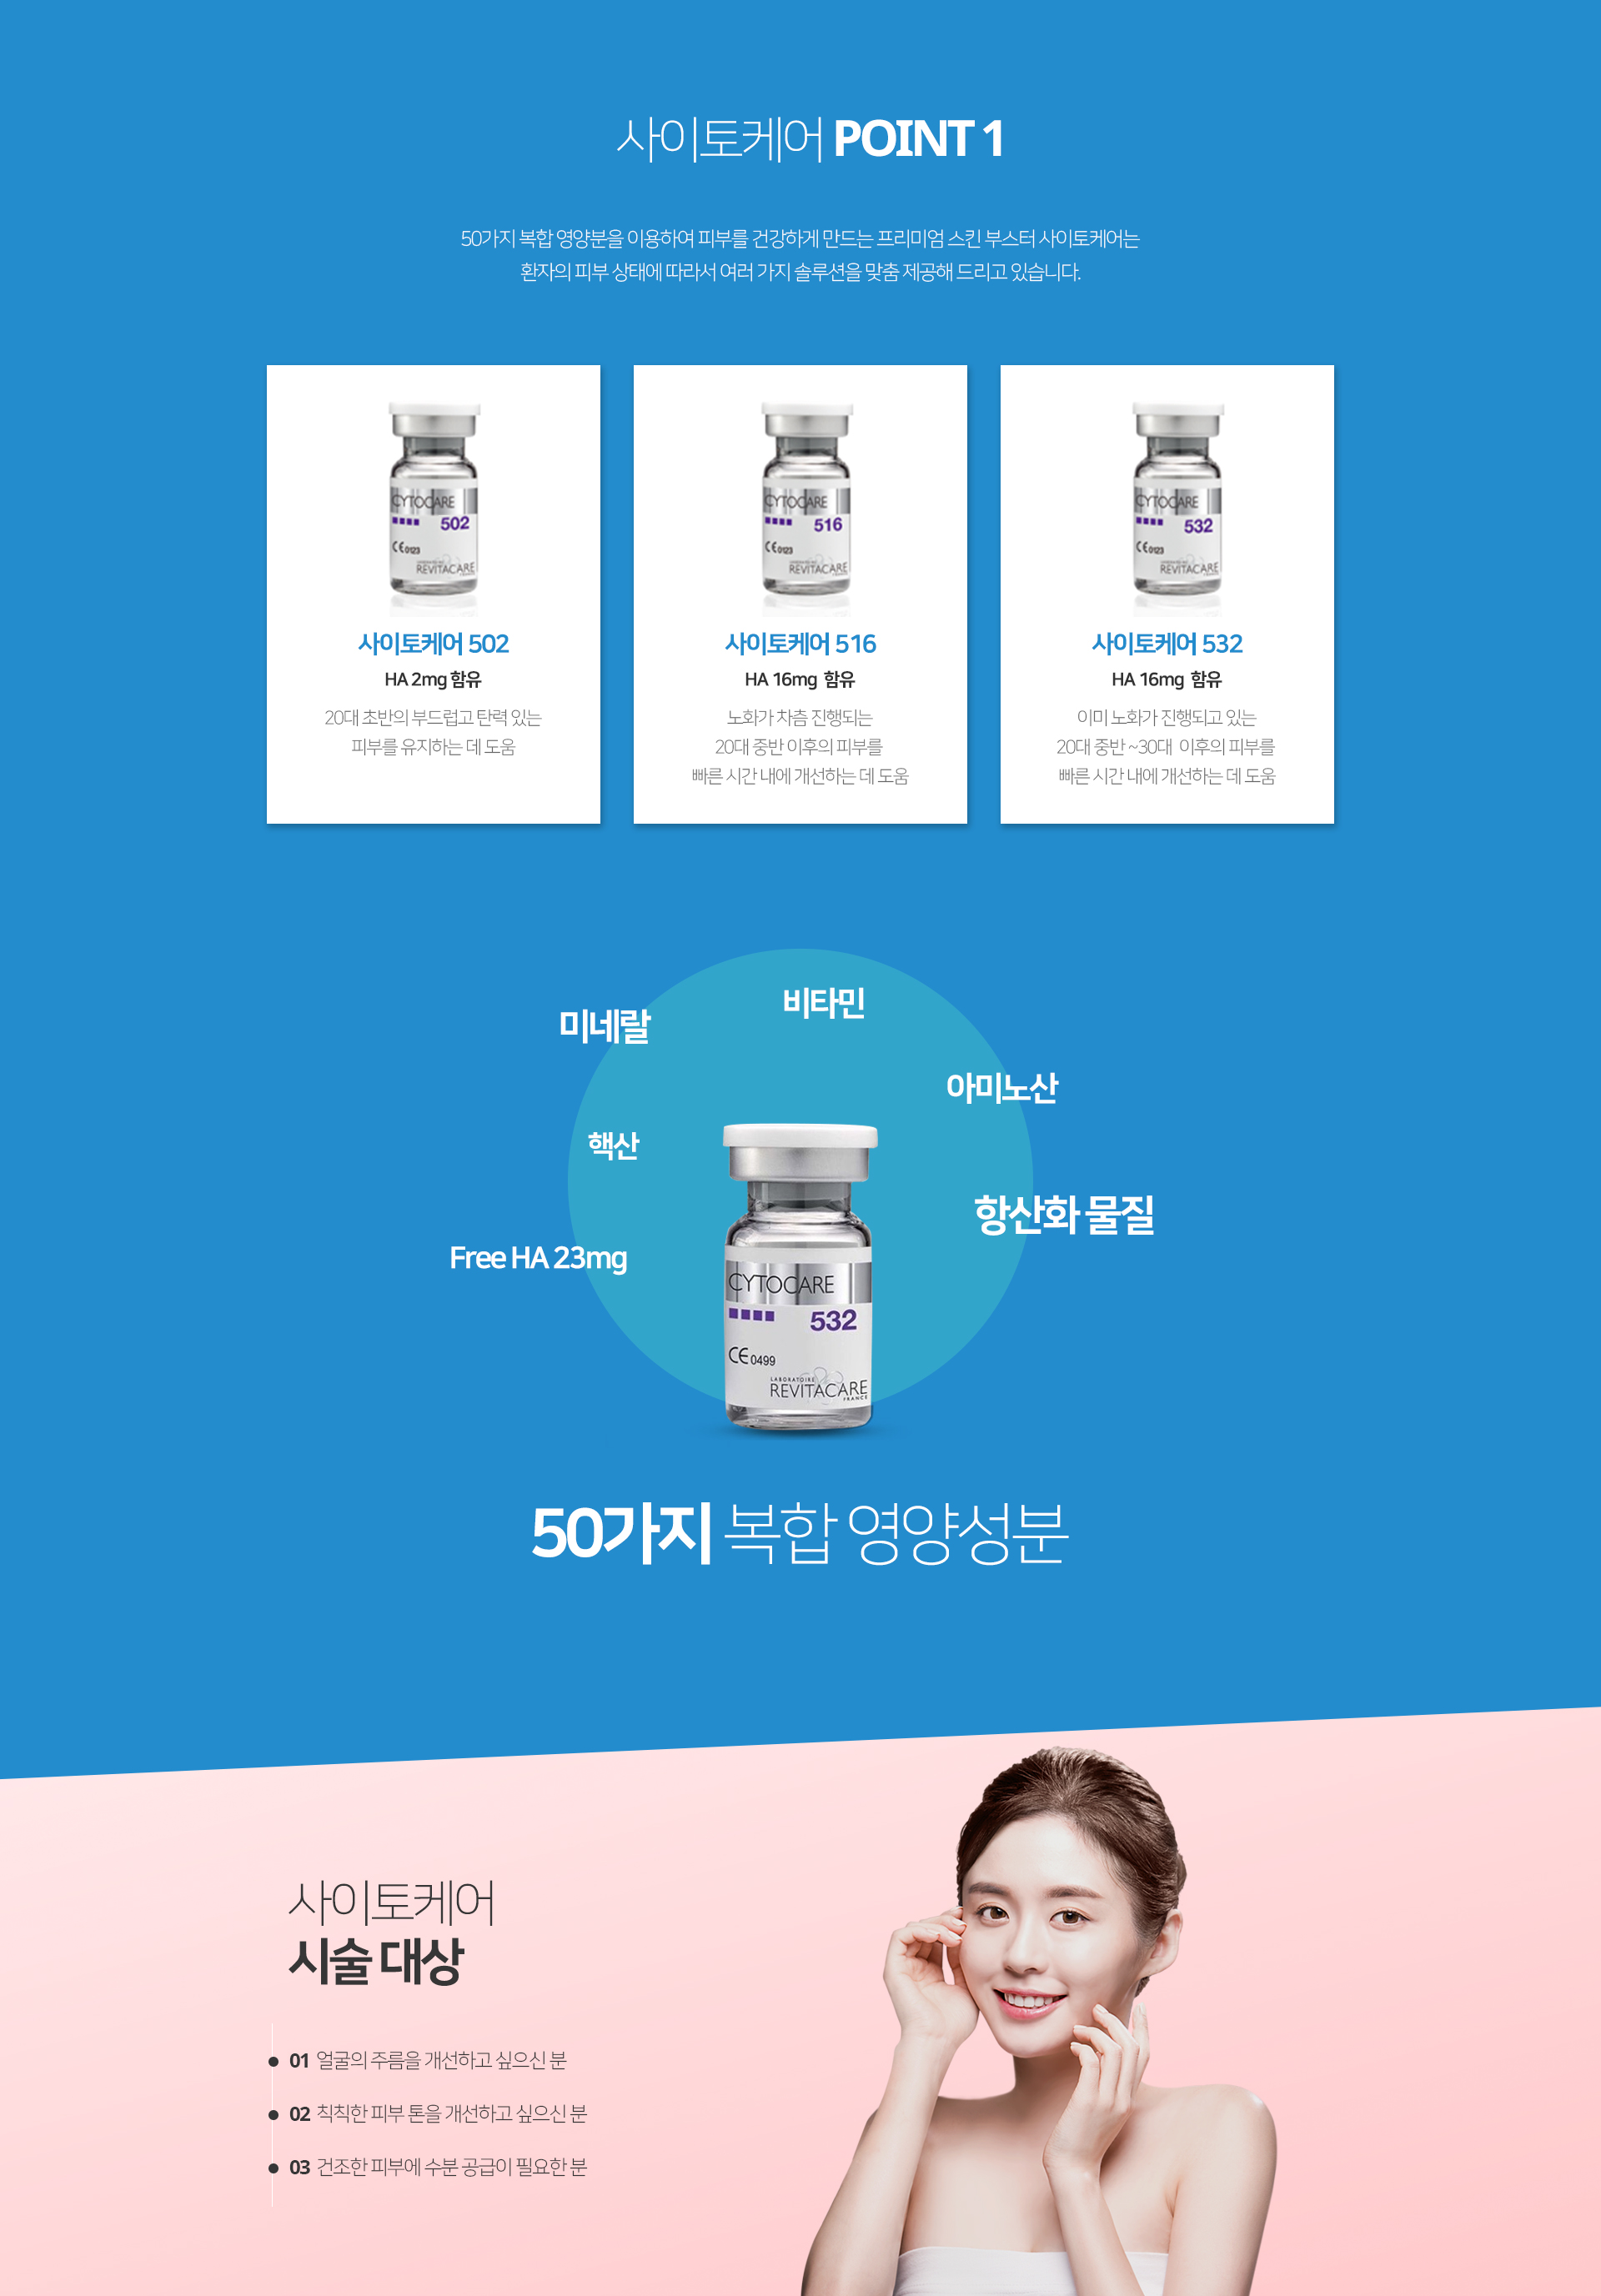 사이토케어 POINT 1
50가지 복합 영양분을 이용하여 피부를 건강하게 만드는 프리미엄 스킨 부스터 사이토케어는
환자의 피부 상태에 따라서 여러 가지 솔루션을 맞춤 제공해 드리고 있습니다.
CYTOCARE
502
CE0123
REVITACARE
사이토케어 502
HA 2mg 함유
20대 초반의 부드럽고 탄력 있는
피부를 유지하는 데 도움
CYTOCARE
516
CE0123
REVITACARE
사이토케어 516
HA 16mg 함유
노화가 차츰 진행되는
20대 중반 이후의 피부를
빠른 시간 내에 개선하는 데 도움
CYTOCARE
532
CE0123
REVITACARE
사이토케어 532
HA 16mg 함유
이미 노화가 진행되고 있는
20대 중반 ~30대 이후의 피부를
빠른 시간 내에 개선하는 데 도움
비타민
미네랄
아미노산
핵산
항산화 물질
Free HA 23mg
CYTOCARE
532
CE 0499
LABORATOIRE
REVITACARE
FRANCE
50가지 복합 영양성분
사이토케어
시술 대상
01 얼굴의 주름을 개선하고 싶으신 분
02 칙칙한 피부 톤을 개선하고 싶으신 분
03 건조한 피부에 수분 공급이 필요한 분